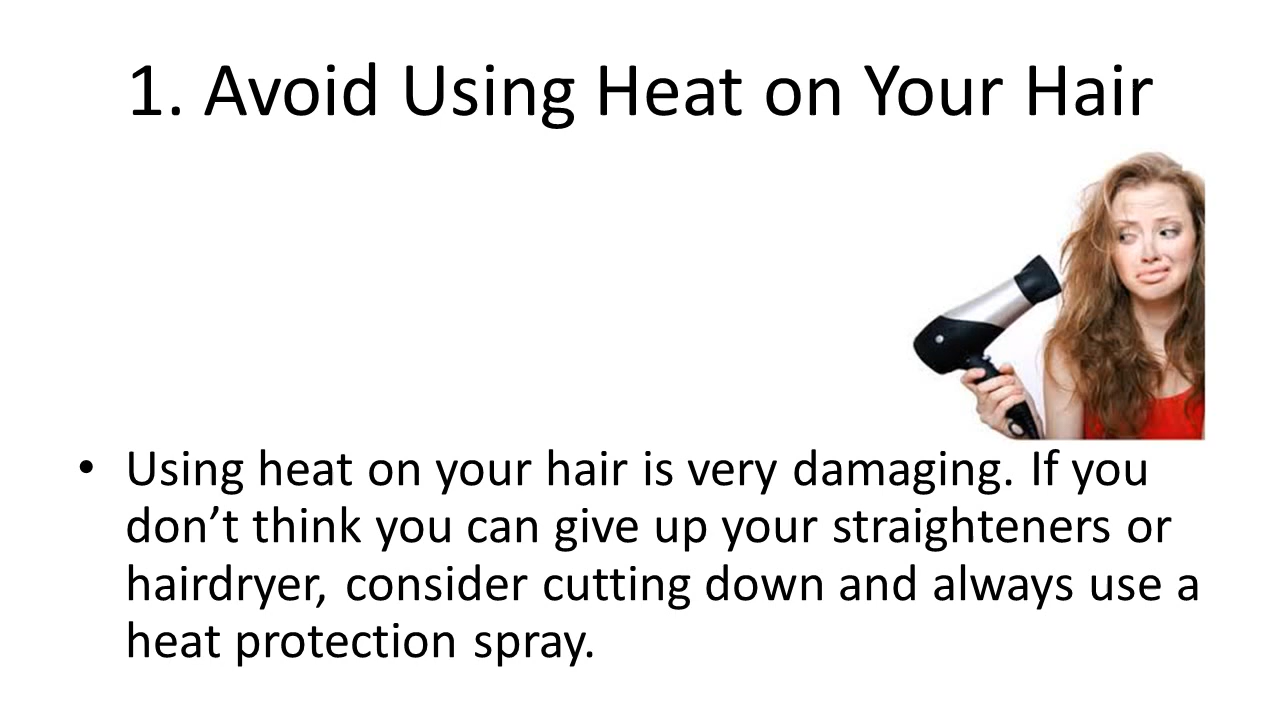 1. Avoid Using Heat on Your Hair
• Using heat on your hair is very damaging. If you
don’t think you can give up your straighteners or
hairdryer, consider cutting down and always use a
heat protection spray.